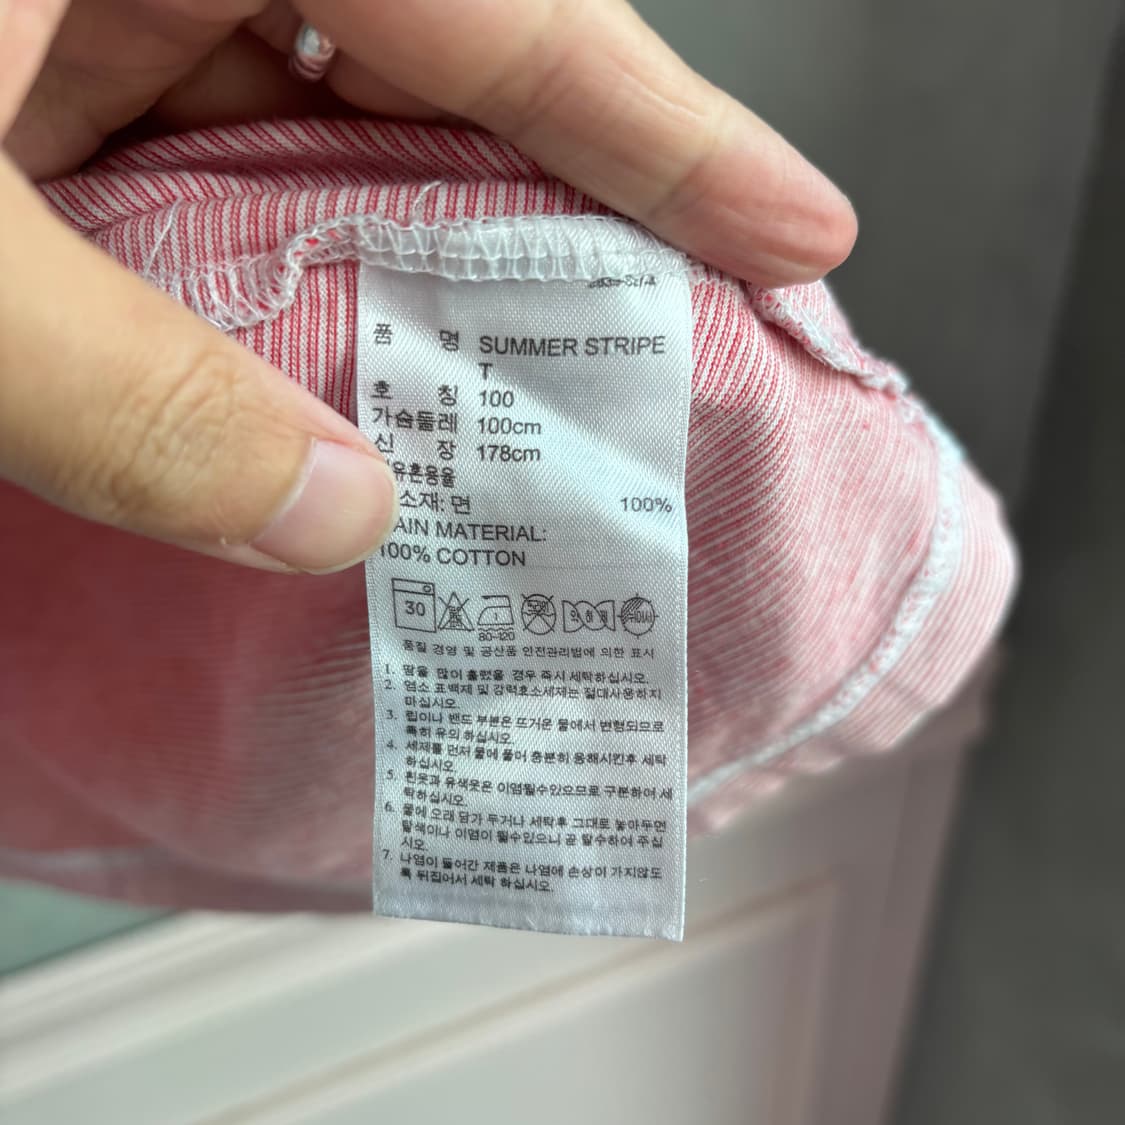 품 명 SUMMER STRIPE
T
호 칭 100
가슴둘레 100cm
신 장 178cm
유혼용율
소재: 면 100%
AIN MATERIAL:
100% COTTON
30
80~120
약하게
뉘어서
품질 경영 및 공산품 안전관리법에 의한 표시
1. 땀을 많이 흘렸을 경우 즉시 세탁하십시오.
2. 염소 표백제 및 강력효소세제는 절대사용하지
마십시오.
3. 립이나 밴드 부분은 뜨거운 물에서 변형되므로
특히 유의 하십시오.
4. 세제를 먼저 물에 풀어 충분히 용해시킨후 세탁
하십시오.
5. 흰옷과 유색옷은 이염될수있으므로 구분하여 세
탁하십시오.
6. 물에 오래 담가 두거나 세탁후 그대로 놓아두면
탈색이나 이염이 될수있으니 곧 탈수하여 주십
시오.
7. 나염이 들어간 제품은 나염에 손상이 가지않도
록 뒤집어서 세탁 하십시오.